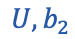 U, b₂